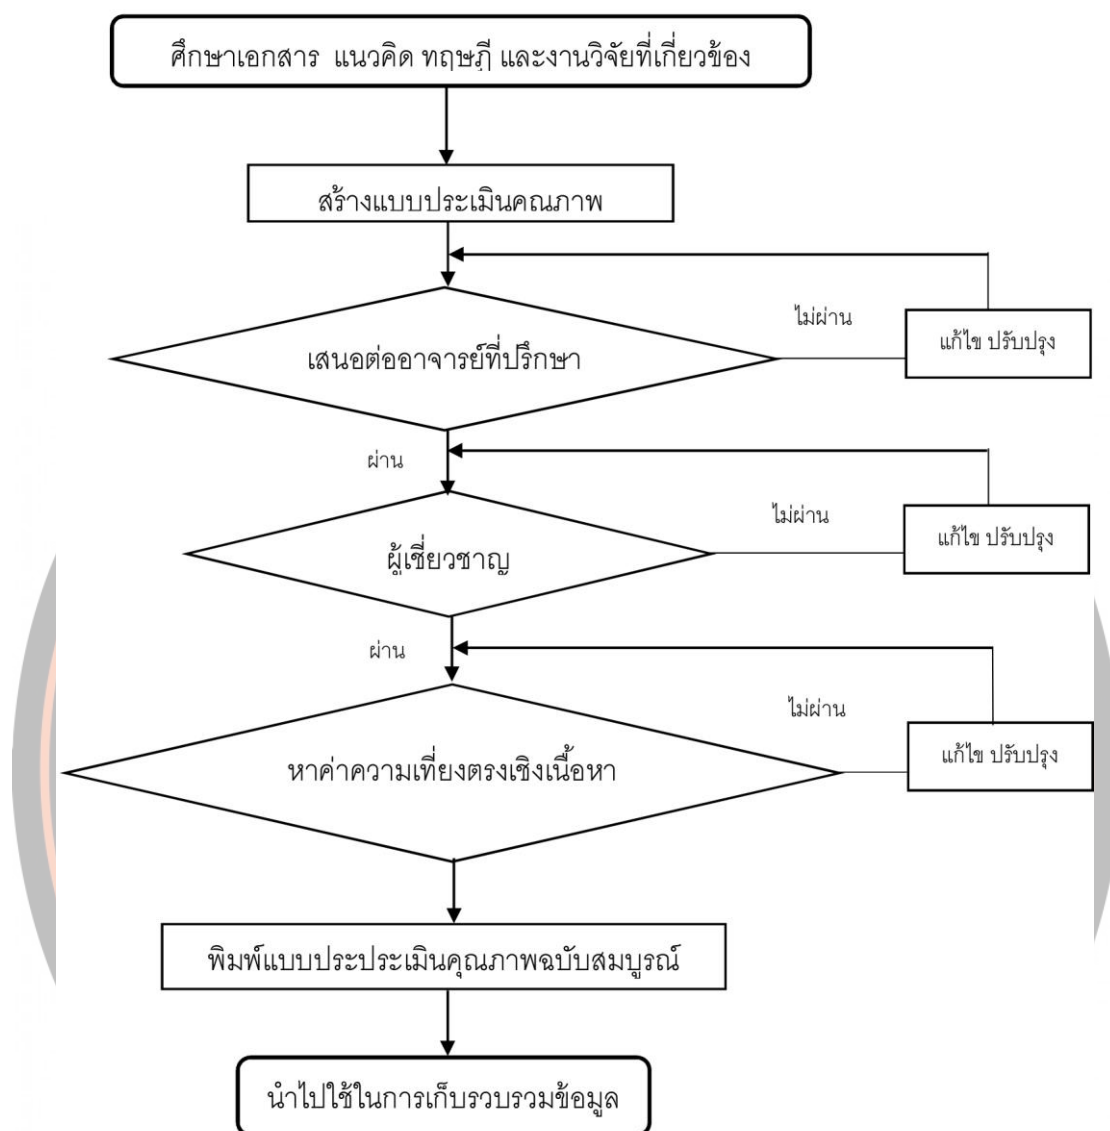 ศึกษาเอกสาร แนวคิด ทฤษฎี และงานวิจัยที่เกี่ยวข้อง
สร้างแบบประเมินคุณภาพ
ไม่ผ่าน
แก้ไข ปรับปรุง
เสนอต่ออาจารย์ที่ปรึกษา
ผ่าน
ไม่ผ่าน
แก้ไข ปรับปรุง
ผู้เชี่ยวชาญ
ผ่าน
ไม่ผ่าน
แก้ไข ปรับปรุง
หาค่าความเที่ยงตรงเชิงเนื้อหา
พิมพ์แบบประประเมินคุณภาพฉบับสมบูรณ์
นำไปใช้ในการเก็บรวบรวมข้อมูล